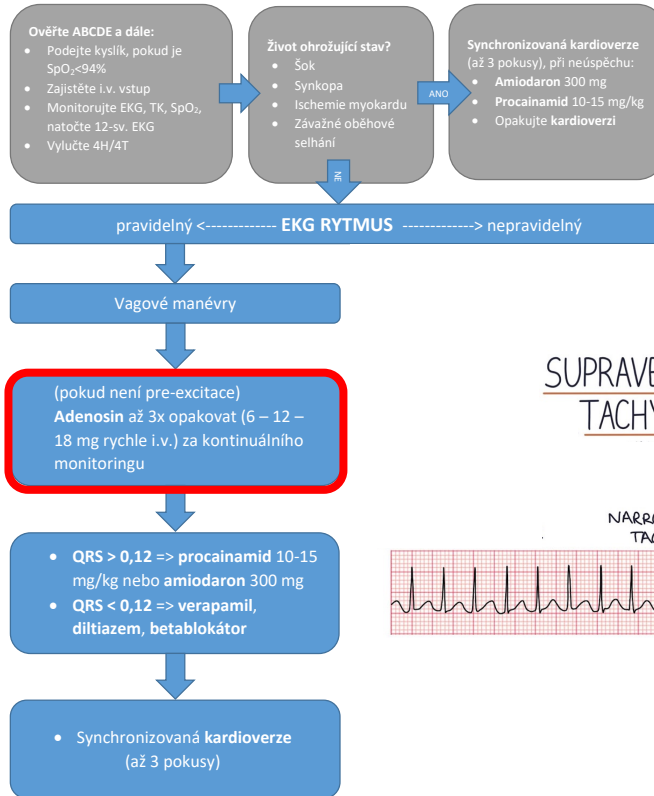 Ověřte ABCDE a dále:
• Podejte kyslík, pokud je
SpO₂<94%
• Zajistěte i.v. vstup
• Monitorujte EKG, TK, SpO₂,
natočte 12-sv. EKG
• Vylučte 4H/4T
Život ohrožující stav?
• Šok
• Synkopa
• Ischemie myokardu
• Závažné oběhové
selhání
ANO
Synchronizovaná kardioverze
(až 3 pokusy), při neúspěchu:
• Amiodaron 300 mg
• Procainamid 10-15 mg/kg
• Opakujte kardioverzi
NE
pravidelný <------------- EKG RYTMUS -------------> nepravidelný
Vagové manévry
(pokud není pre-excitace)
Adenosin až 3x opakovat (6 – 12 –
18 mg rychle i.v.) za kontinuálního
monitoringu
SUPRAVE
TACHY
NARR
TA
• QRS > 0,12 => procainamid 10-15
mg/kg nebo amiodaron 300 mg
• QRS < 0,12 => verapamil,
diltiazem, betablokátor
• Synchronizovaná kardioverze
(až 3 pokusy)